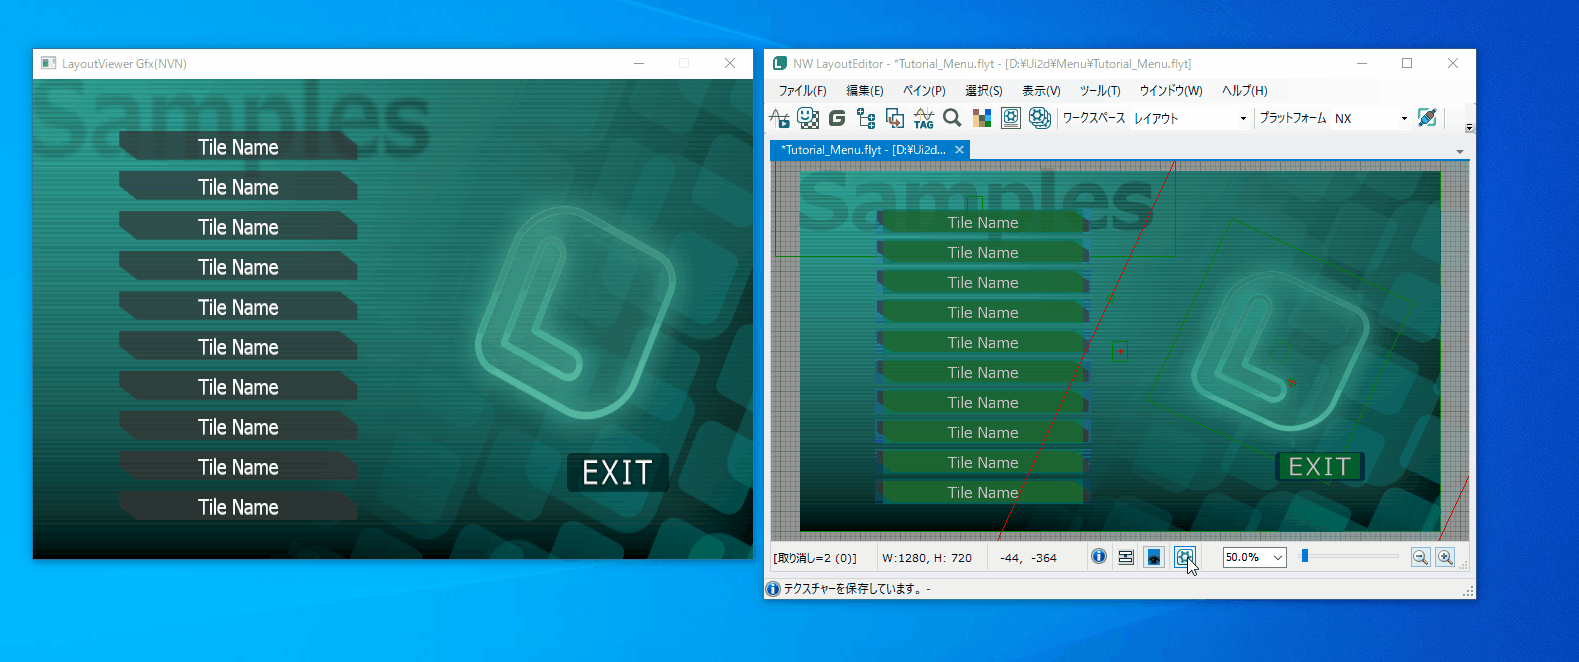 LayoutViewer Gfx(NVN)
Samples
Tile Name
Tile Name
Tile Name
Tile Name
Tile Name
Tile Name
Tile Name
Tile Name
Tile Name
Tile Name
EXIT
NW LayoutEditor - *Tutorial_Menu.flyt - [D:¥Ui2d¥Menu¥Tutorial_Menu.flyt]
ファイル(F) 編集(E) ペイン(P) 選択(S) 表示(V) ツール(T) ウインドウ(W) ヘルプ(H)
TAG ワークスペース レイアウト プラットフォーム NX
*Tutorial_Menu.flyt - [D:¥Ui2d...
Samples
Tile Name
Tile Name
Tile Name
Tile Name
Tile Name
Tile Name
Tile Name
Tile Name
Tile Name
Tile Name
EXIT
[取り消し=2 (0)] W:1280, H: 720 -44, -364 50.0%
テクスチャーを保存しています。 -